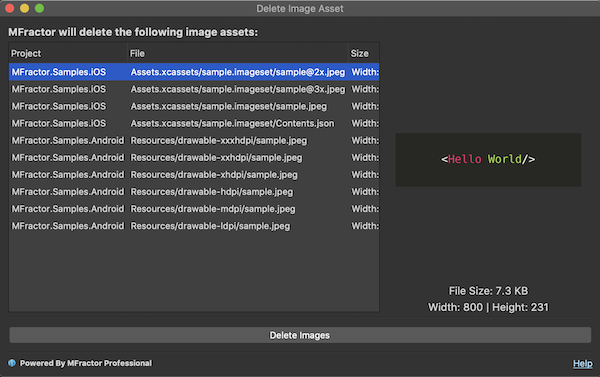 Delete Image Asset
MFractor will delete the following image assets:
Project File Size
MFractor.Samples.iOS Assets.xcassets/sample.imageset/sample@2x.jpeg Width:
MFractor.Samples.iOS Assets.xcassets/sample.imageset/sample@3x.jpeg Width:
MFractor.Samples.iOS Assets.xcassets/sample.imageset/sample.jpeg Width:
MFractor.Samples.iOS Assets.xcassets/sample.imageset/Contents.json Width:
MFractor.Samples.Android Resources/drawable-xxxhdpi/sample.jpeg Width:
MFractor.Samples.Android Resources/drawable-xxhdpi/sample.jpeg Width:
MFractor.Samples.Android Resources/drawable-xhdpi/sample.jpeg Width:
MFractor.Samples.Android Resources/drawable-hdpi/sample.jpeg Width:
MFractor.Samples.Android Resources/drawable-mdpi/sample.jpeg Width:
MFractor.Samples.Android Resources/drawable-ldpi/sample.jpeg Width:
<Hello World/>
File Size: 7.3 KB
Width: 800 | Height: 231
Delete Images
Powered By MFractor Professional
Help